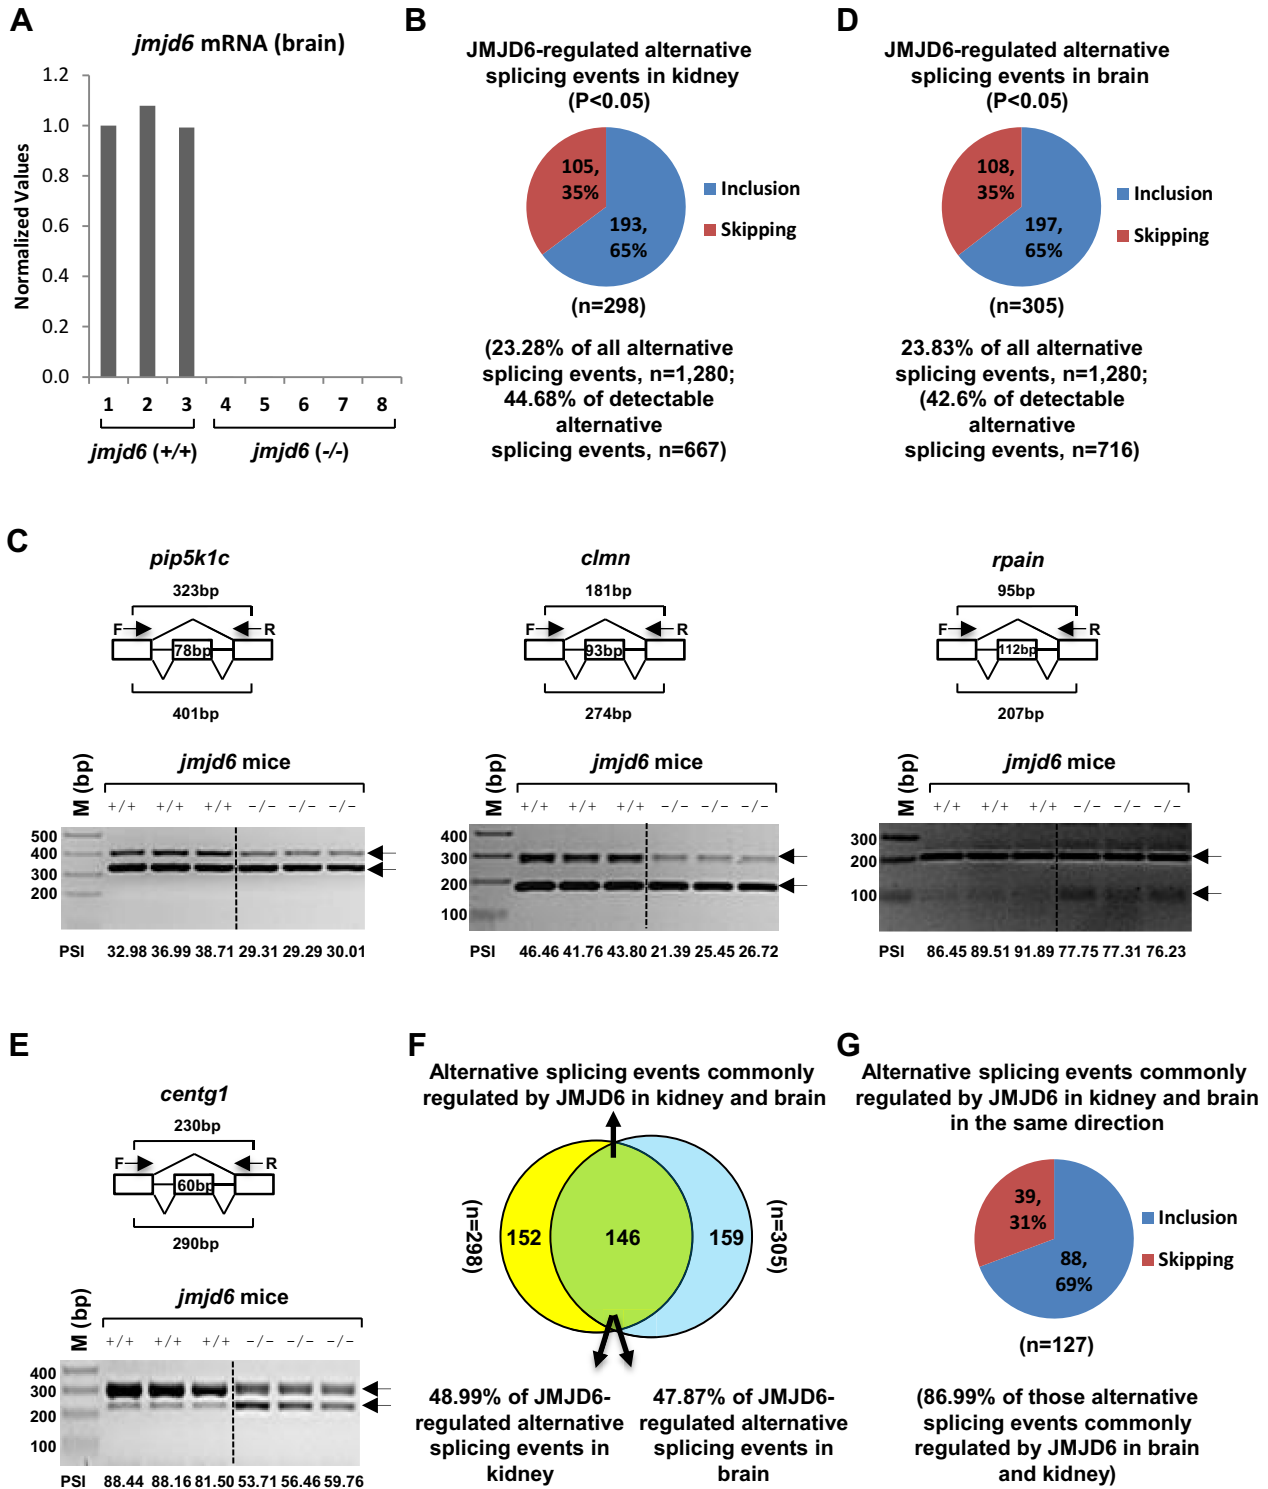 A
jmjd6 mRNA (brain)
Normalized Values
1.2
1.0
0.8
0.6
0.4
0.2
0.0
1 2 3 4 5 6 7 8
jmjd6 (+/+) jmjd6 (-/-)
B
JMJD6-regulated alternative
splicing events in kidney
(P<0.05)
105,
35%
193,
65%
Inclusion
Skipping
(n=298)
(23.28% of all alternative
splicing events, n=1,280;
44.68% of detectable
alternative
splicing events, n=667)
D
JMJD6-regulated alternative
splicing events in brain
(P<0.05)
108,
35%
197,
65%
Inclusion
Skipping
(n=305)
23.83% of all alternative
splicing events, n=1,280;
(42.6% of detectable
alternative
splicing events, n=716)
C
pip5k1c
323bp
F R
78bp
401bp
M (bp)
jmjd6 mice
+/+ +/+ +/+ -/- -/- -/-
500
400
300
200
PSI 32.98 36.99 38.71 29.31 29.29 30.01
clmn
181bp
F R
93bp
274bp
M (bp)
jmjd6 mice
+/+ +/+ +/+ -/- -/- -/-
400
300
200
100
PSI 46.46 41.76 43.80 21.39 25.45 26.72
rpain
95bp
F R
112bp
207bp
M (bp)
jmjd6 mice
+/+ +/+ +/+ -/- -/- -/-
300
200
100
PSI 86.45 89.51 91.89 77.75 77.31 76.23
E
centg1
230bp
F R
60bp
290bp
M (bp)
jmjd6 mice
+/+ +/+ +/+ -/- -/- -/-
400
300
200
100
PSI 88.44 88.16 81.50 53.71 56.46 59.76
F
Alternative splicing events commonly
regulated by JMJD6 in kidney and brain
(n=298)
152 146 159
(n=305)
48.99% of JMJD6-
regulated alternative
splicing events in
kidney
47.87% of JMJD6-
regulated alternative
splicing events in
brain
G
Alternative splicing events commonly
regulated by JMJD6 in kidney and brain
in the same direction
39,
31%
88,
69%
Inclusion
Skipping
(n=127)
(86.99% of those alternative
splicing events commonly
regulated by JMJD6 in brain
and kidney)